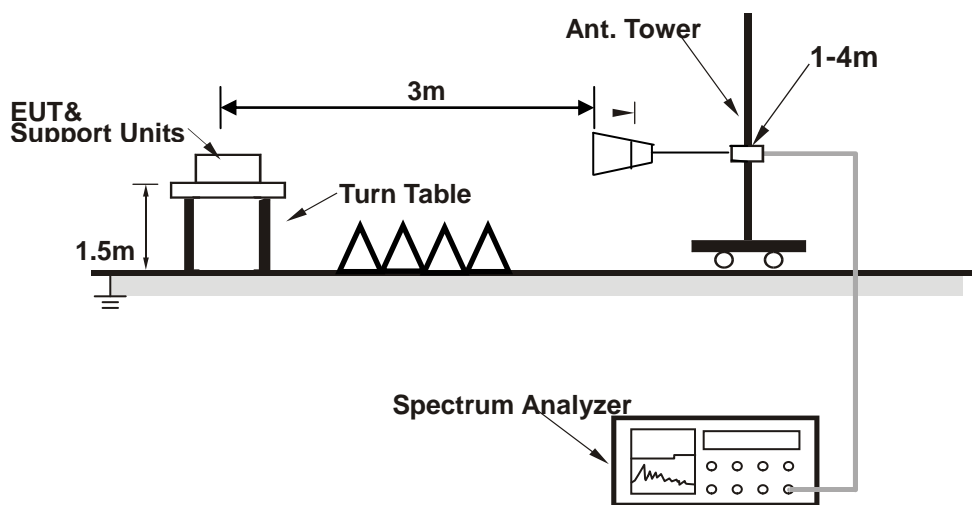 Ant. Tower
1-4m
3m
EUT&
Support Units
Turn Table
1.5m
Spectrum Analyzer